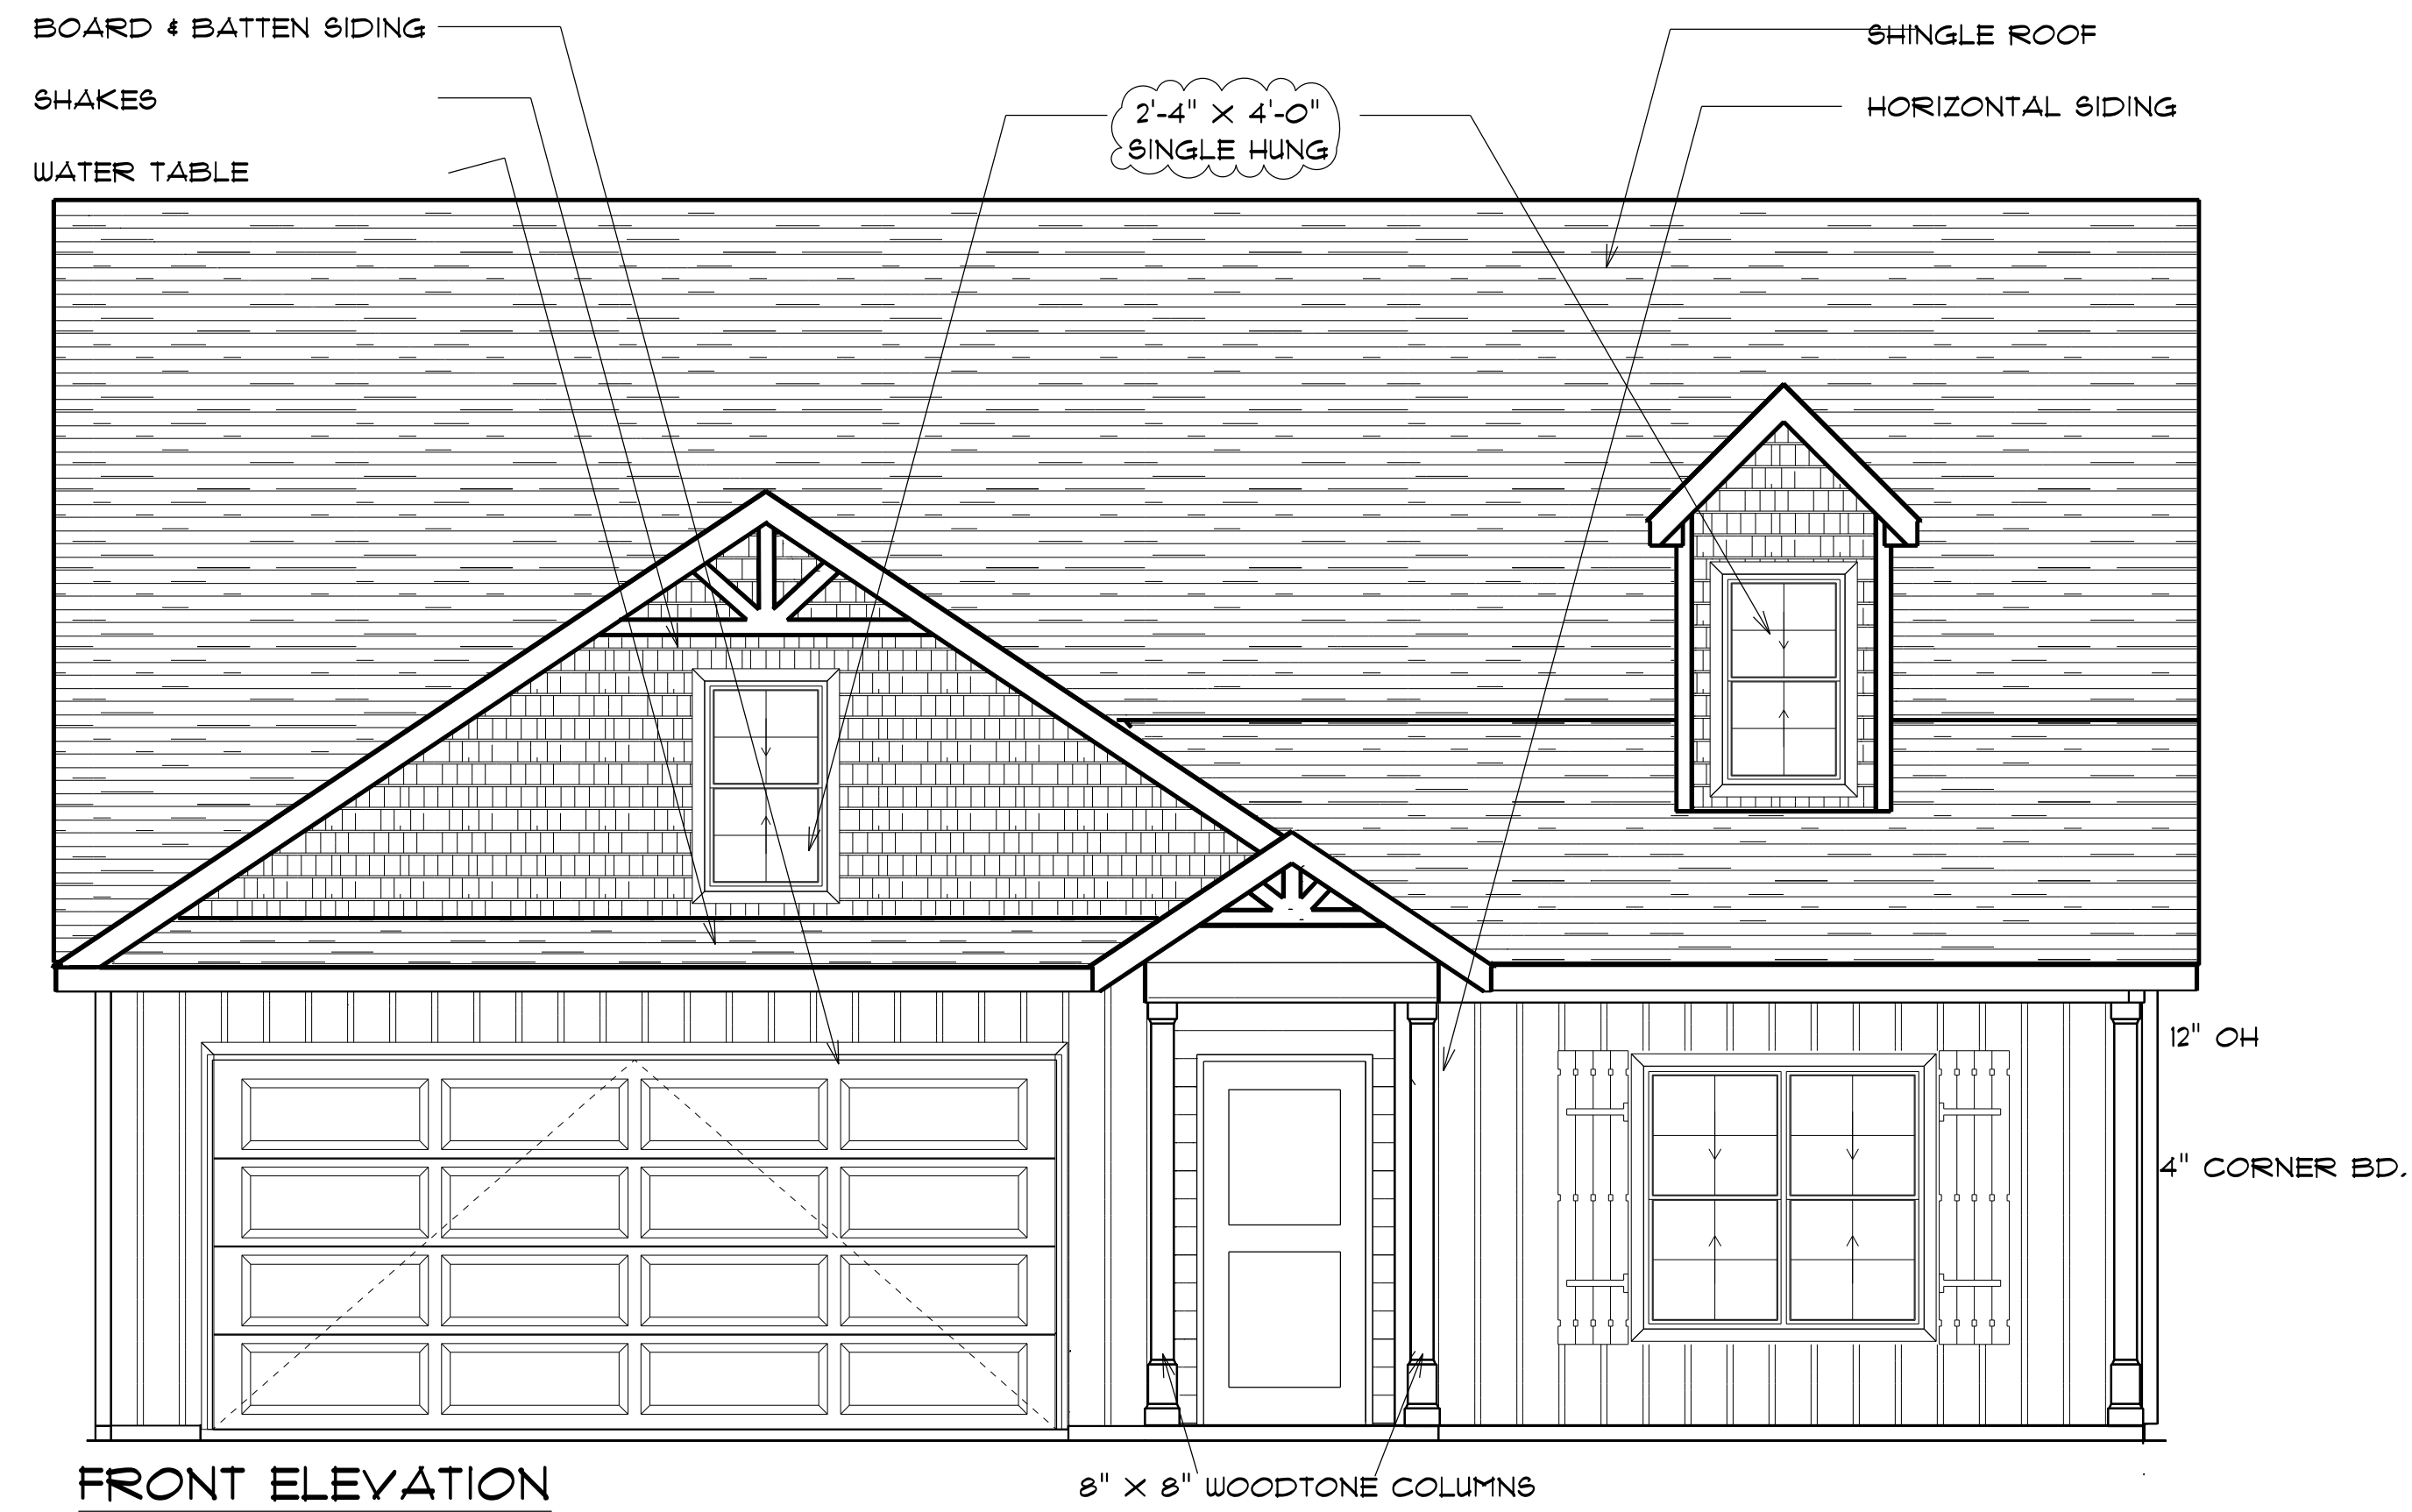 BOARD & BATTEN SIDING
SHAKES
WATER TABLE
2'-4" X 4'-0"
SINGLE HUNG
SHINGLE ROOF
HORIZONTAL SIDING
12" OH
4" CORNER BD.
8" X 8" WOODTONE COLUMNS
FRONT ELEVATION